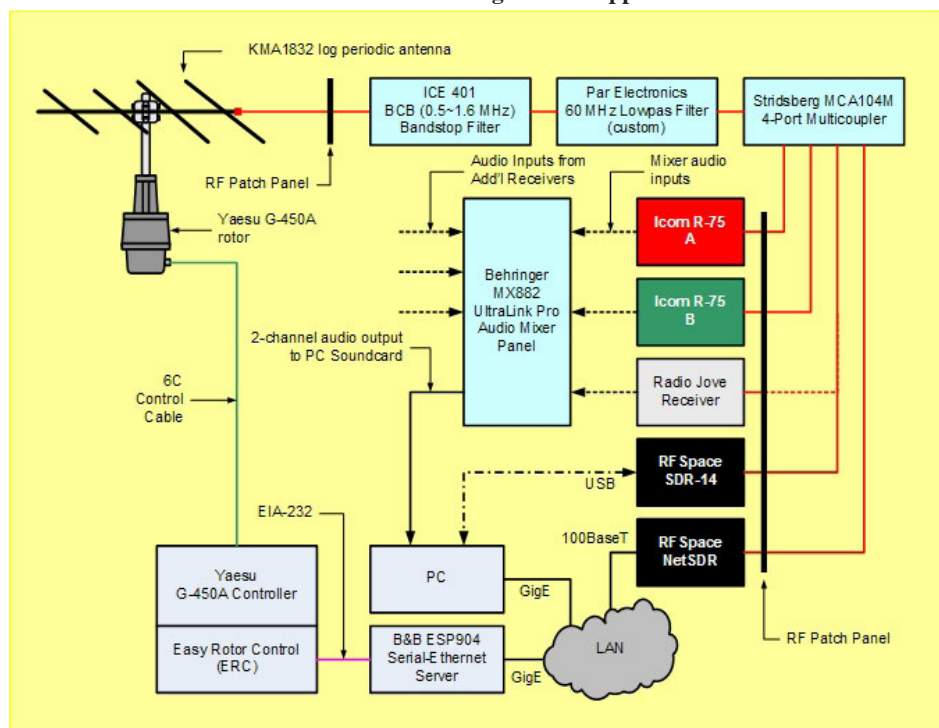 KMA1832 log periodic antenna
ICE 401
BCB (0.5~1.6 MHz)
Bandstop Filter
Par Electronics
60 MHz Lowpas Filter
(custom)
Stridsberg MCA104M
4-Port Multicoupler
RF Patch Panel
Audio Inputs from
Add'l Receivers
Mixer audio
inputs
Yaesu G-450A
rotor
Icom R-75
A
Behringer
MX882
UltraLink Pro
Audio Mixer
Panel
Icom R-75
B
2-channel audio output
to PC Soundcard
Radio Jove
Receiver
6C
Control
Cable
RF Space
SDR-14
USB
EIA-232
100BaseT
RF Space
NetSDR
Yaesu
G-450A Controller
PC
GigE
RF Patch Panel
Easy Rotor Control
(ERC)
B&B ESP904
Serial-Ethernet
Server
LAN
GigE